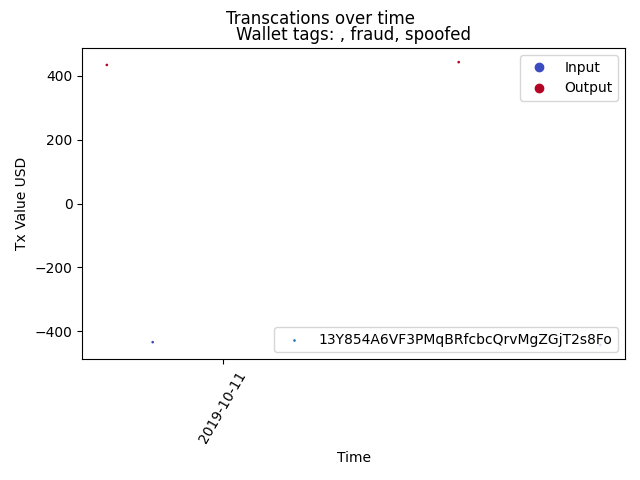 Transcations over time
Wallet tags: , fraud, spoofed
Input
Output
400
200
0
−200
−400
Tx Value USD
13Y854A6VF3PMqBRfcbcQrvMgZGjT2s8Fo
2019-10-11
Time